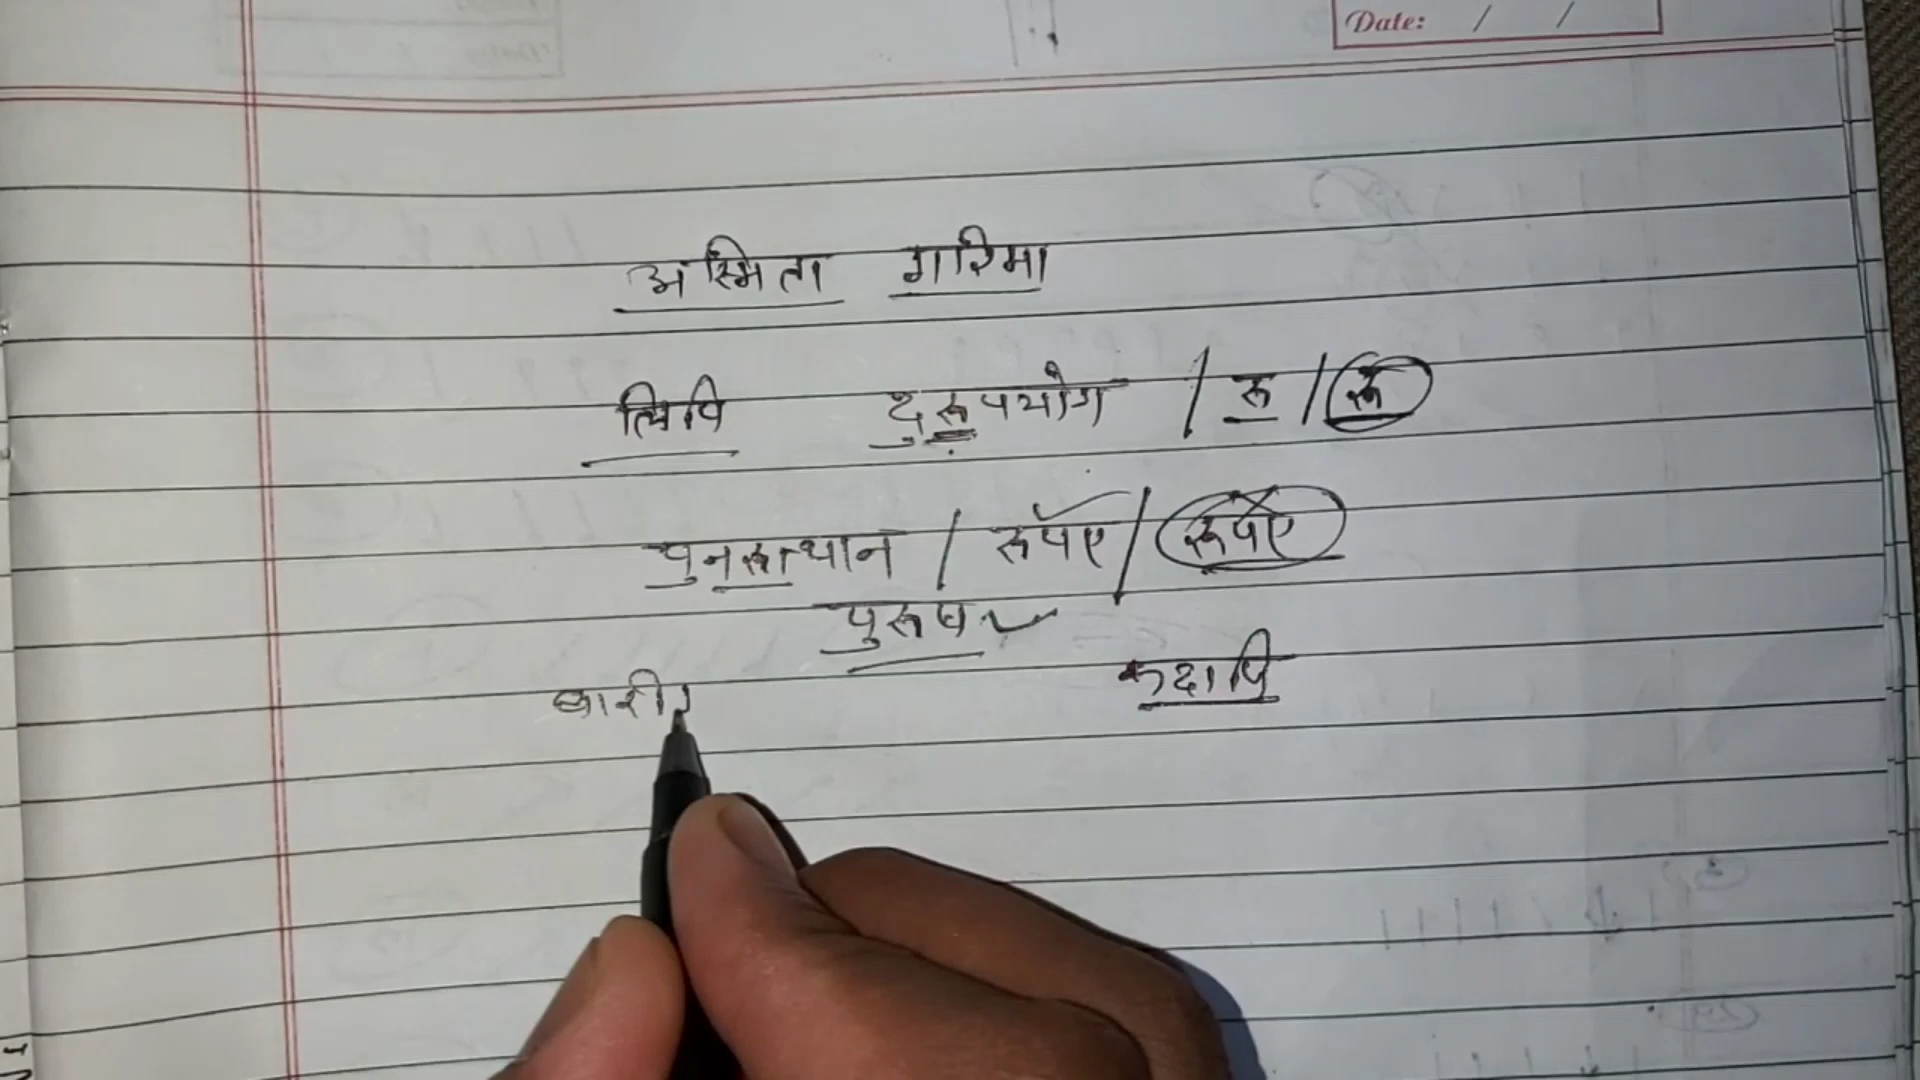 Date: / /
अस्मिता गरिमा
लिपि दुरूपयोग / रु / रू
पुनरूत्थान / रुपए / रूपए
पुरूष
कदापि